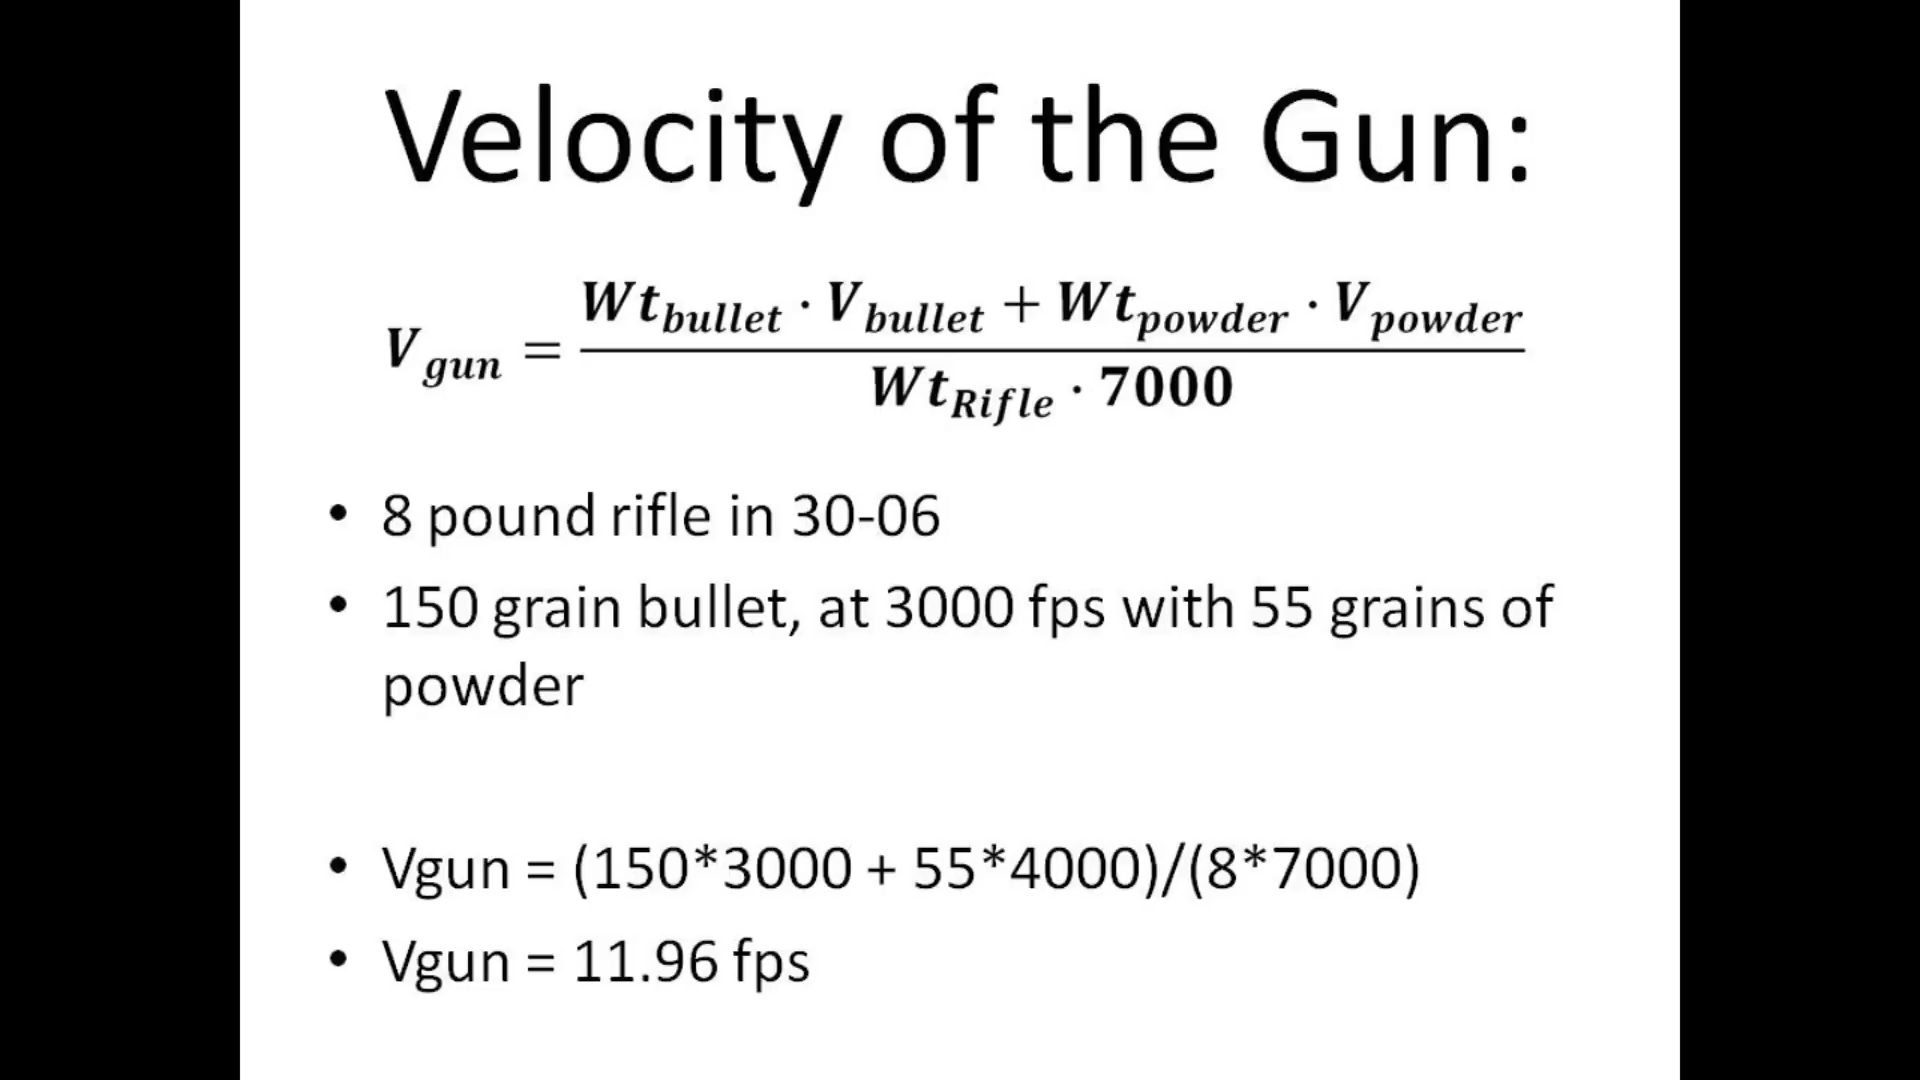 Velocity of the Gun:
V_gun = (Wt_bullet · V_bullet + Wt_powder · V_powder) / (Wt_Rifle · 7000)
• 8 pound rifle in 30-06
• 150 grain bullet, at 3000 fps with 55 grains of
powder
• Vgun = (150*3000 + 55*4000)/(8*7000)
• Vgun = 11.96 fps